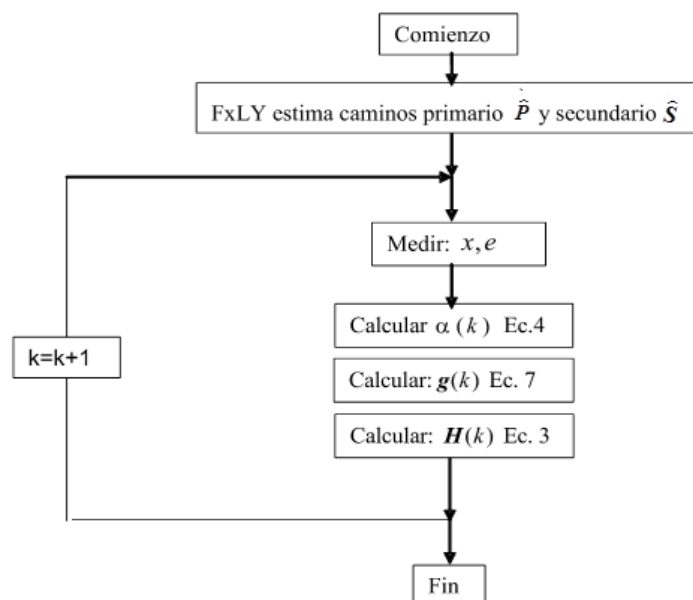 Comienzo
FxLY estima caminos primario P̂ y secundario Ŝ
Medir: x, e
Calcular α (k) Ec.4
k=k+1
Calcular: g(k) Ec. 7
Calcular: H(k) Ec. 3
Fin